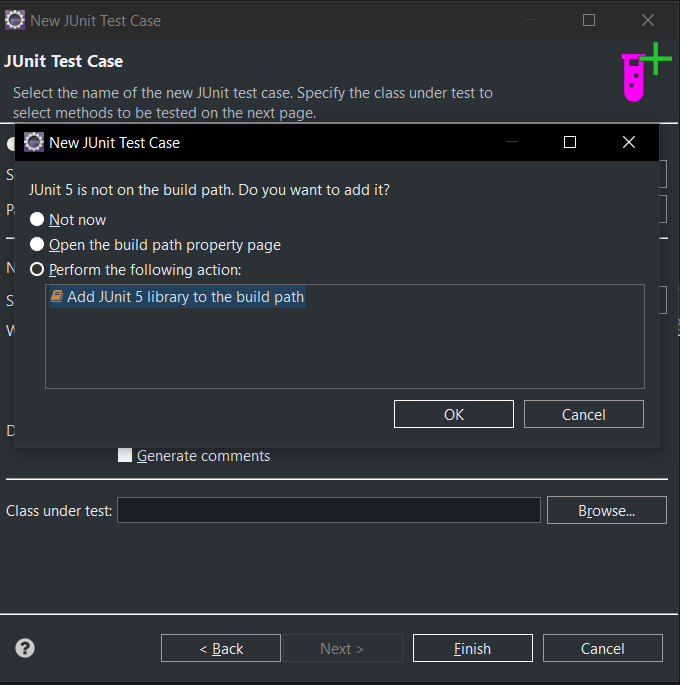 New JUnit Test Case
JUnit Test Case
Select the name of the new JUnit test case. Specify the class under test to
select methods to be tested on the next page.
New JUnit Test Case
JUnit 5 is not on the build path. Do you want to add it?
Not now
Open the build path property page
Perform the following action:
Add JUnit 5 library to the build path
OK
Cancel
Generate comments
Class under test:
Browse...
?
< Back
Next >
Finish
Cancel